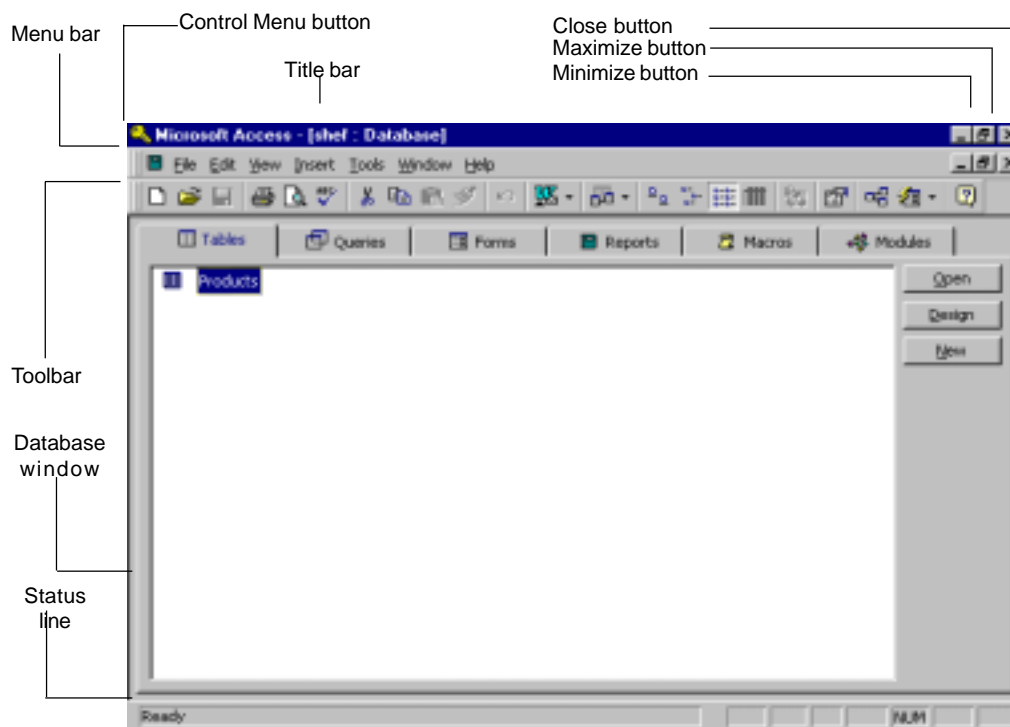 Control Menu button
Close button
Menu bar
Maximize button
Title bar
Minimize button
Microsoft Access - [shef : Database]
File Edit View Insert Tools Window Help
Tables Queries Forms Reports Macros Modules
Products
Open
Design
New
Toolbar
Database
window
Status
line
Ready NUM